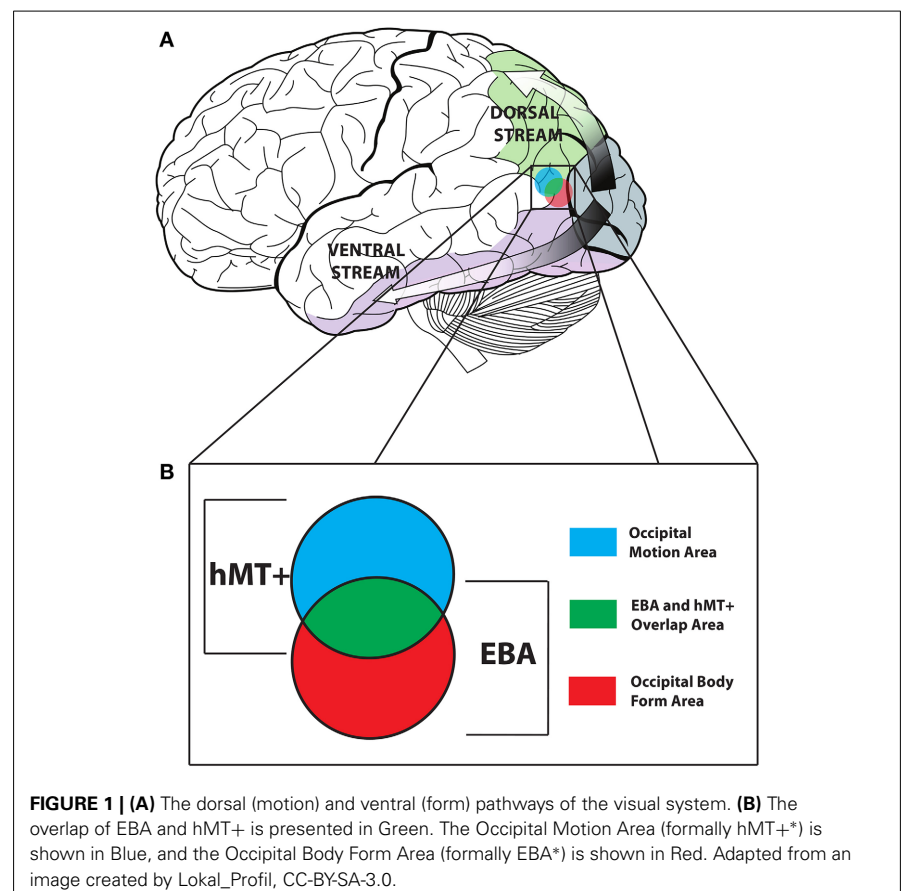 A
DORSAL
STREAM
VENTRAL
STREAM
B
hMT+
EBA
Occipital
Motion Area
EBA and hMT+
Overlap Area
Occipital Body
Form Area
FIGURE 1 | (A) The dorsal (motion) and ventral (form) pathways of the visual system. (B) The
overlap of EBA and hMT+ is presented in Green. The Occipital Motion Area (formally hMT+*) is
shown in Blue, and the Occipital Body Form Area (formally EBA*) is shown in Red. Adapted from an
image created by Lokal_Profil, CC-BY-SA-3.0.